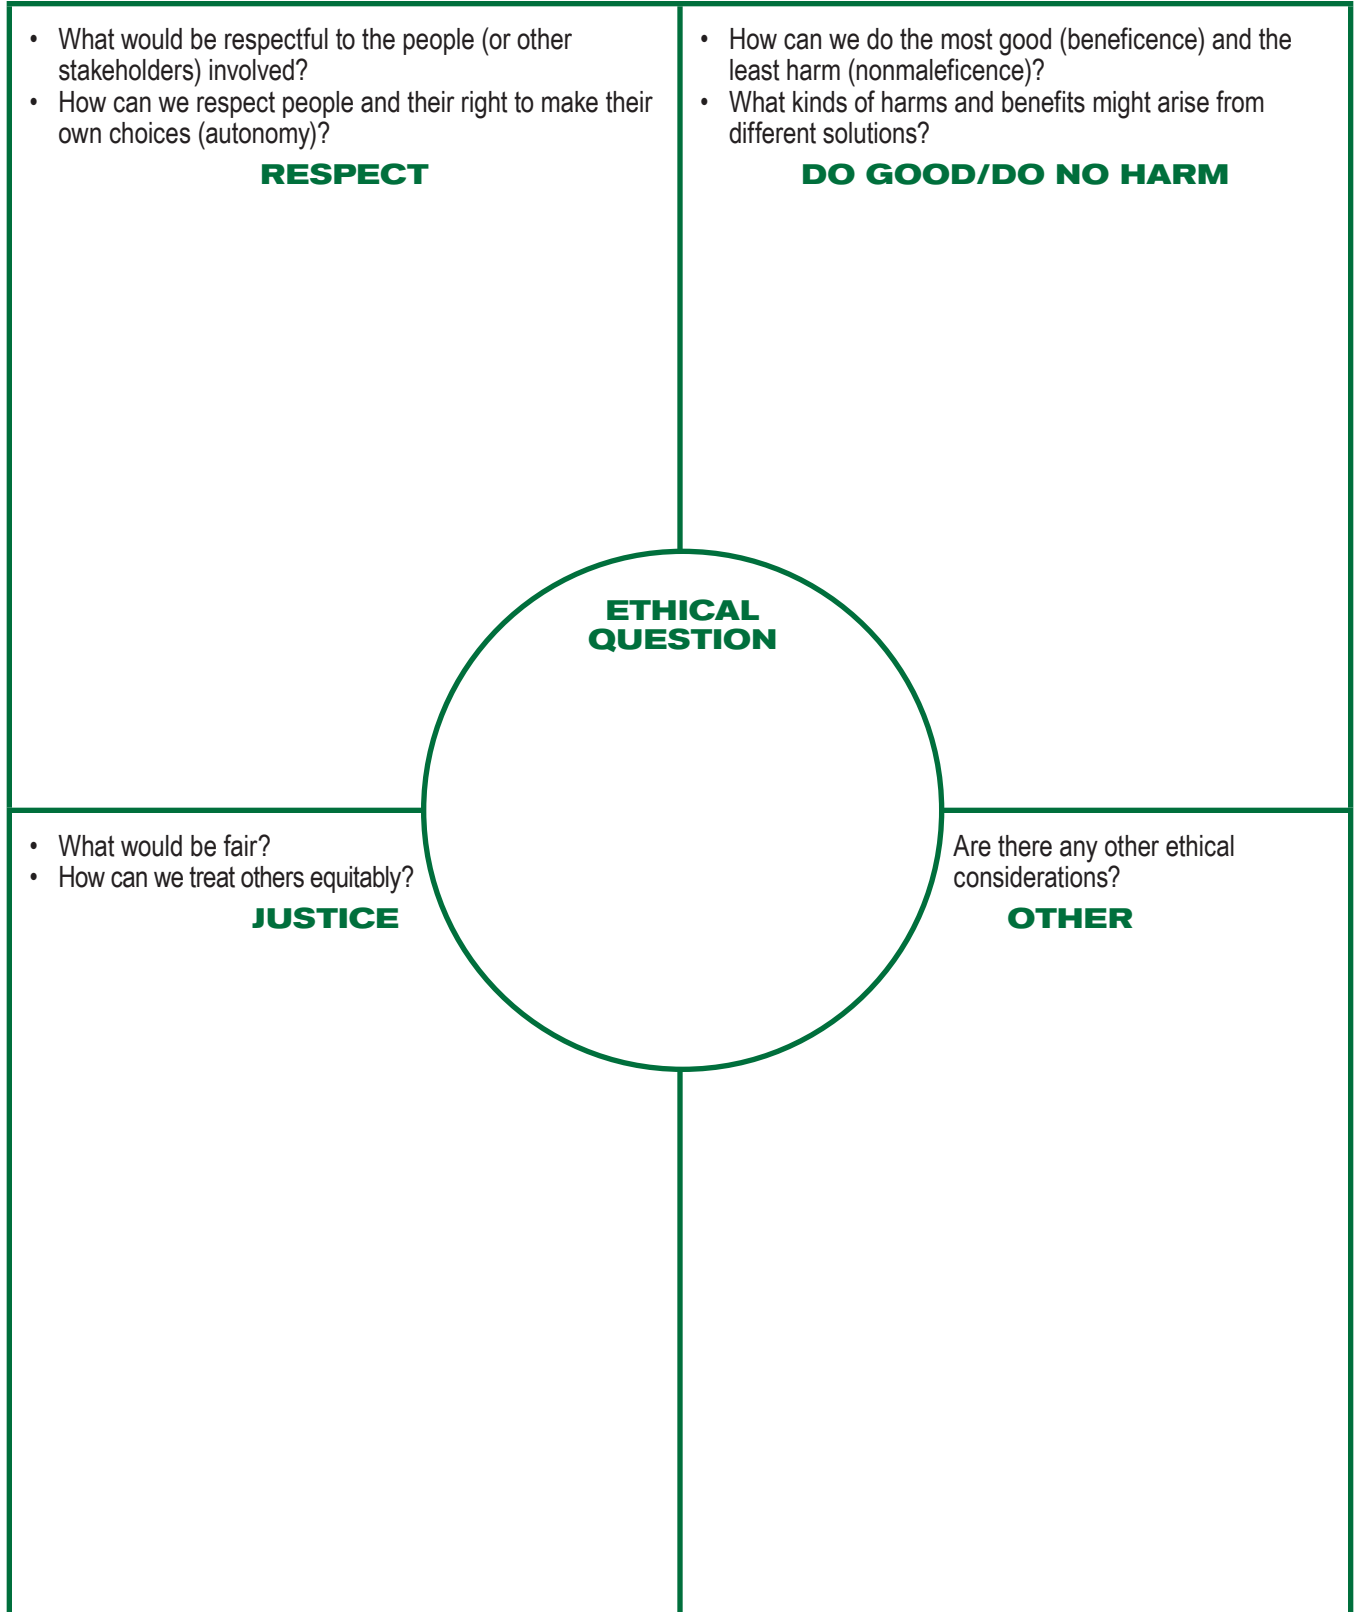 • What would be respectful to the people (or other
stakeholders) involved?
• How can we respect people and their right to make their
own choices (autonomy)?
RESPECT
• How can we do the most good (beneficence) and the
least harm (nonmaleficence)?
• What kinds of harms and benefits might arise from
different solutions?
DO GOOD/DO NO HARM
ETHICAL
QUESTION
• What would be fair?
• How can we treat others equitably?
JUSTICE
Are there any other ethical
considerations?
OTHER